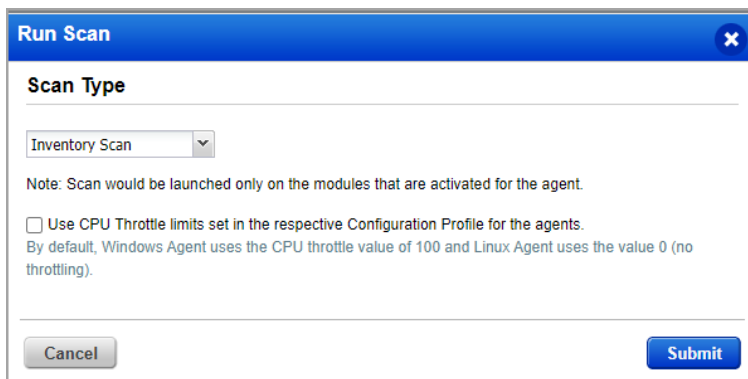 Run Scan
Scan Type
Inventory Scan
Note: Scan would be launched only on the modules that are activated for the agent.
Use CPU Throttle limits set in the respective Configuration Profile for the agents.
By default, Windows Agent uses the CPU throttle value of 100 and Linux Agent uses the value 0 (no
throttling).
Cancel
Submit